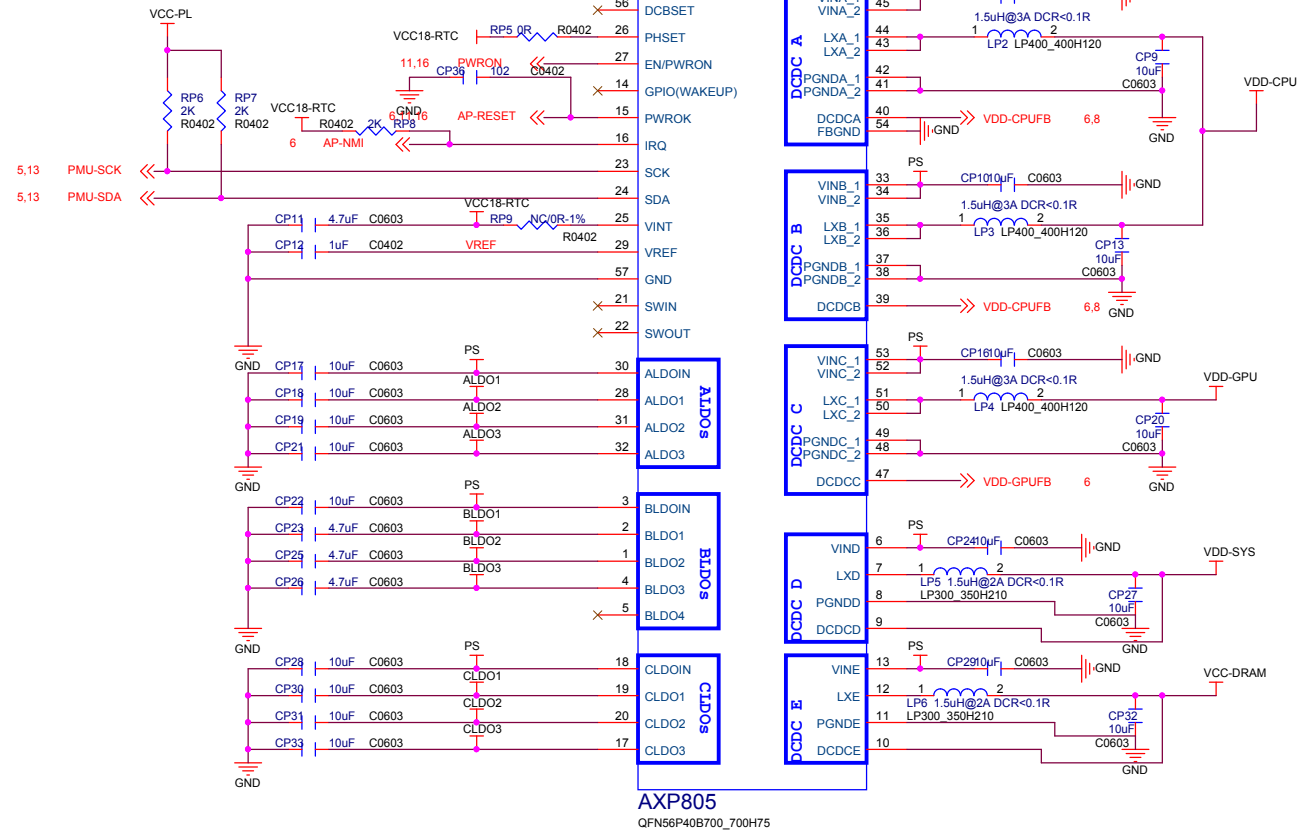 VCC-PL
RP6
2K
R0402
RP7
2K
R0402
VCC18-RTC
RP5 0R R0402
11,16 PWRON
CP36 102 C0402
GND
VCC18-RTC
AP-RESET
R0402 2K RP8
6 AP-NMI
5,13 PMU-SCK
5,13 PMU-SDA
VCC18-RTC
CP11 4.7uF C0603
RP9 NC/0R-1%
R0402
CP12 1uF C0402 VREF
GND
56 DCBSET
26 PHSET
27 EN/PWRON
14 GPIO(WAKEUP)
15 PWROK
16 IRQ
23 SCK
24 SDA
25 VINT
29 VREF
57 GND
21 SWIN
22 SWOUT
PS
CP17 10uF C0603 30 ALDOIN
ALDO1
CP18 10uF C0603 28 ALDO1
ALDO2
CP19 10uF C0603 31 ALDO2
ALDO3
CP21 10uF C0603 32 ALDO3
ALDOs
GND
PS
CP22 10uF C0603 3 BLDOIN
BLDO1
CP23 4.7uF C0603 2 BLDO1
BLDO2
CP25 4.7uF C0603 1 BLDO2
BLDO3
CP26 4.7uF C0603 4 BLDO3
5 BLDO4
BLDOs
GND
PS
CP28 10uF C0603 18 CLDOIN
CLDO1
CP30 10uF C0603 19 CLDO1
CLDO2
CP31 10uF C0603 20 CLDO2
CLDO3
CP33 10uF C0603 17 CLDO3
CLDOs
GND
DCDC A
VINA_2 45
LXA_1 44
LXA_2 43
PGNDA_1 42
PGNDA_2 41
DCDCA 40
FBGND 54
1.5uH@3A DCR<0.1R
1 2
LP2 LP400_400H120
CP9
10uF
C0603
GND
VDD-CPU
VDD-CPUFB 6,8
GND
DCDC B
VINB_1 33
VINB_2 34
LXB_1 35
LXB_2 36
PGNDB_1 37
PGNDB_2 38
DCDCB 39
PS
CP10 10uF C0603
GND
1.5uH@3A DCR<0.1R
1 2
LP3 LP400_400H120
CP13
10uF
C0603
GND
VDD-CPUFB 6,8
DCDC C
VINC_1 53
VINC_2 52
LXC_1 51
LXC_2 50
PGNDC_1 49
PGNDC_2 48
DCDCC 47
PS
CP16 10uF C0603
GND
1.5uH@3A DCR<0.1R
1 2
LP4 LP400_400H120
VDD-GPU
CP20
10uF
C0603
GND
VDD-GPUFB 6
DCDC D
VIND 6
LXD 7
PGNDD 8
DCDCD 9
PS
CP24 10uF C0603
GND
1 2
LP5 1.5uH@2A DCR<0.1R
LP300_350H210
VDD-SYS
CP27
10uF
C0603
GND
DCDC E
VINE 13
LXE 12
PGNDE 11
DCDCE 10
PS
CP29 10uF C0603
GND
1 2
LP6 1.5uH@2A DCR<0.1R
LP300_350H210
VCC-DRAM
CP32
10uF
C0603
GND
AXP805
QFN56P40B700_700H75